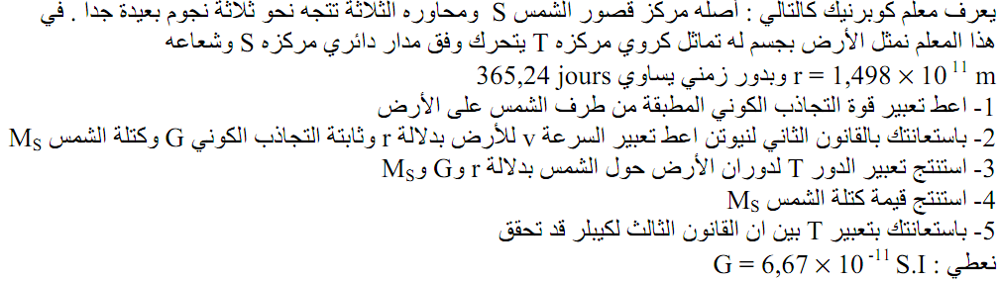 يعرف معلم كوبرنيك كالتالي : أصله مركز قصور الشمس S ومحاوره الثلاثة تتجه نحو ثلاثة نجوم بعيدة جدا . في
هذا المعلم نمثل الأرض بجسم له تماثل كروي مركزه T يتحرك وفق مدار دائري مركزه S وشعاعه
r = 1,498 × 10 ¹¹ m وبدور زمني يساوي 365,24 jours
1- اعط تعبير قوة التجاذب الكوني المطبقة من طرف الشمس على الأرض
2- باستعانتك بالقانون الثاني لنيوتن اعط تعبير السرعة v للأرض بدلالة r وثابتة التجاذب الكوني G وكتلة الشمس MS
3- استنتج تعبير الدور T لدوران الأرض حول الشمس بدلالة r و G و MS
4- استنتج قيمة كتلة الشمس MS
5- باستعانتك بتعبير T بين ان القانون الثالث لكيبلر قد تحقق
نعطي : G = 6,67 × 10 ⁻¹¹ S.I